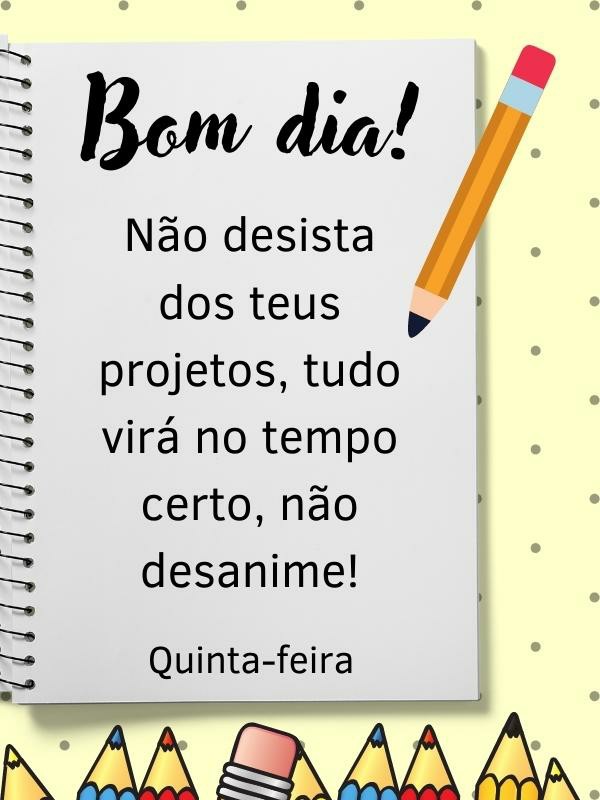 Bom dia!
Não desista
dos teus
projetos, tudo
virá no tempo
certo, não
desanime!
Quinta-feira